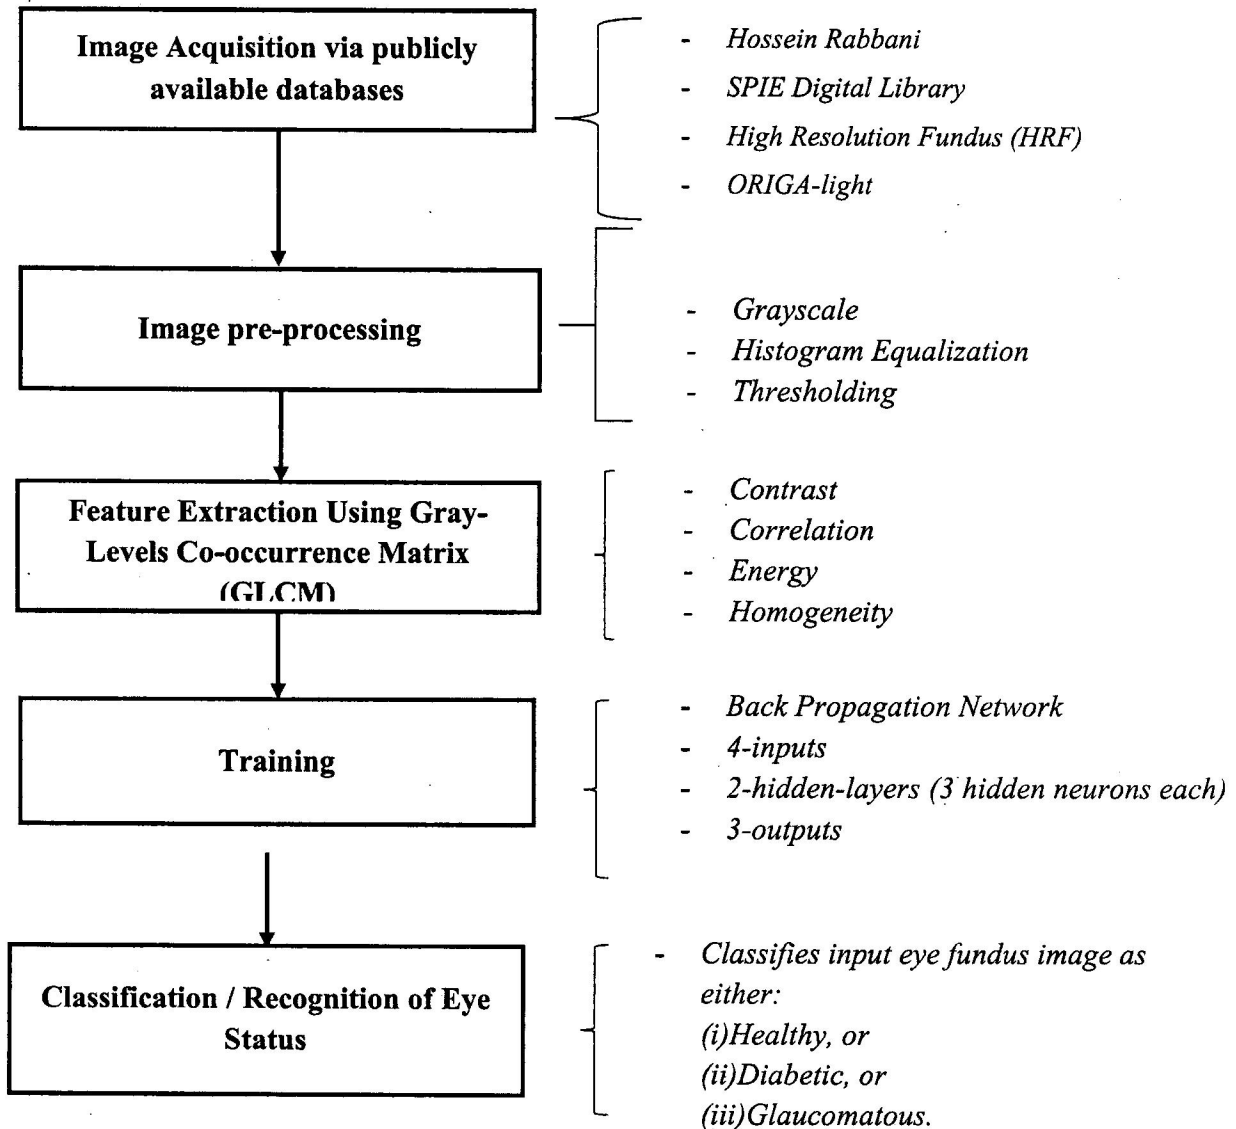 Image Acquisition via publicly
available databases
- Hossein Rabbani
- SPIE Digital Library
- High Resolution Fundus (HRF)
- ORIGA-light
Image pre-processing
- Grayscale
- Histogram Equalization
- Thresholding
Feature Extraction Using Gray-
Levels Co-occurrence Matrix
(GLCM)
- Contrast
- Correlation
- Energy
- Homogeneity
Training
- Back Propagation Network
- 4-inputs
- 2-hidden-layers (3 hidden neurons each)
- 3-outputs
Classification / Recognition of Eye
Status
- Classifies input eye fundus image as
either:
(i)Healthy, or
(ii)Diabetic, or
(iii)Glaucomatous.